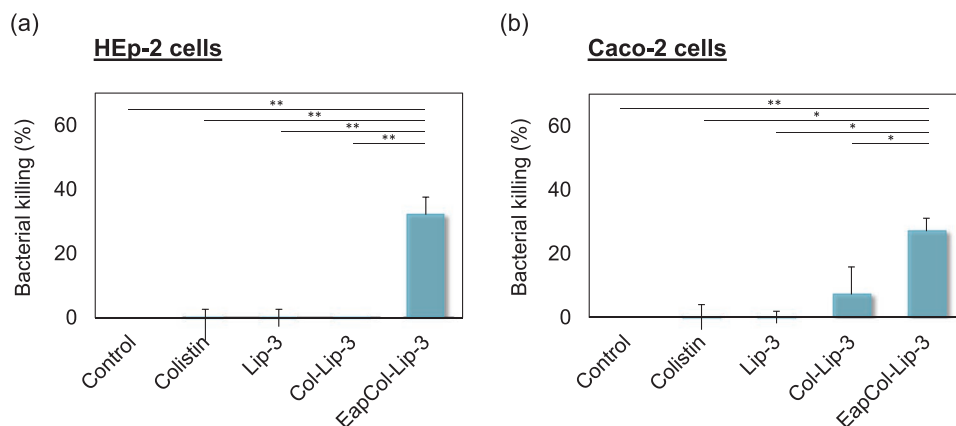 (a)
HEp-2 cells
Bacterial killing (%)
60
40
20
0
**
**
**
**
Control
Colistin
Lip-3
Col-Lip-3
EapCol-Lip-3
(b)
Caco-2 cells
Bacterial killing (%)
60
40
20
0
**
*
*
*
Control
Colistin
Lip-3
Col-Lip-3
EapCol-Lip-3